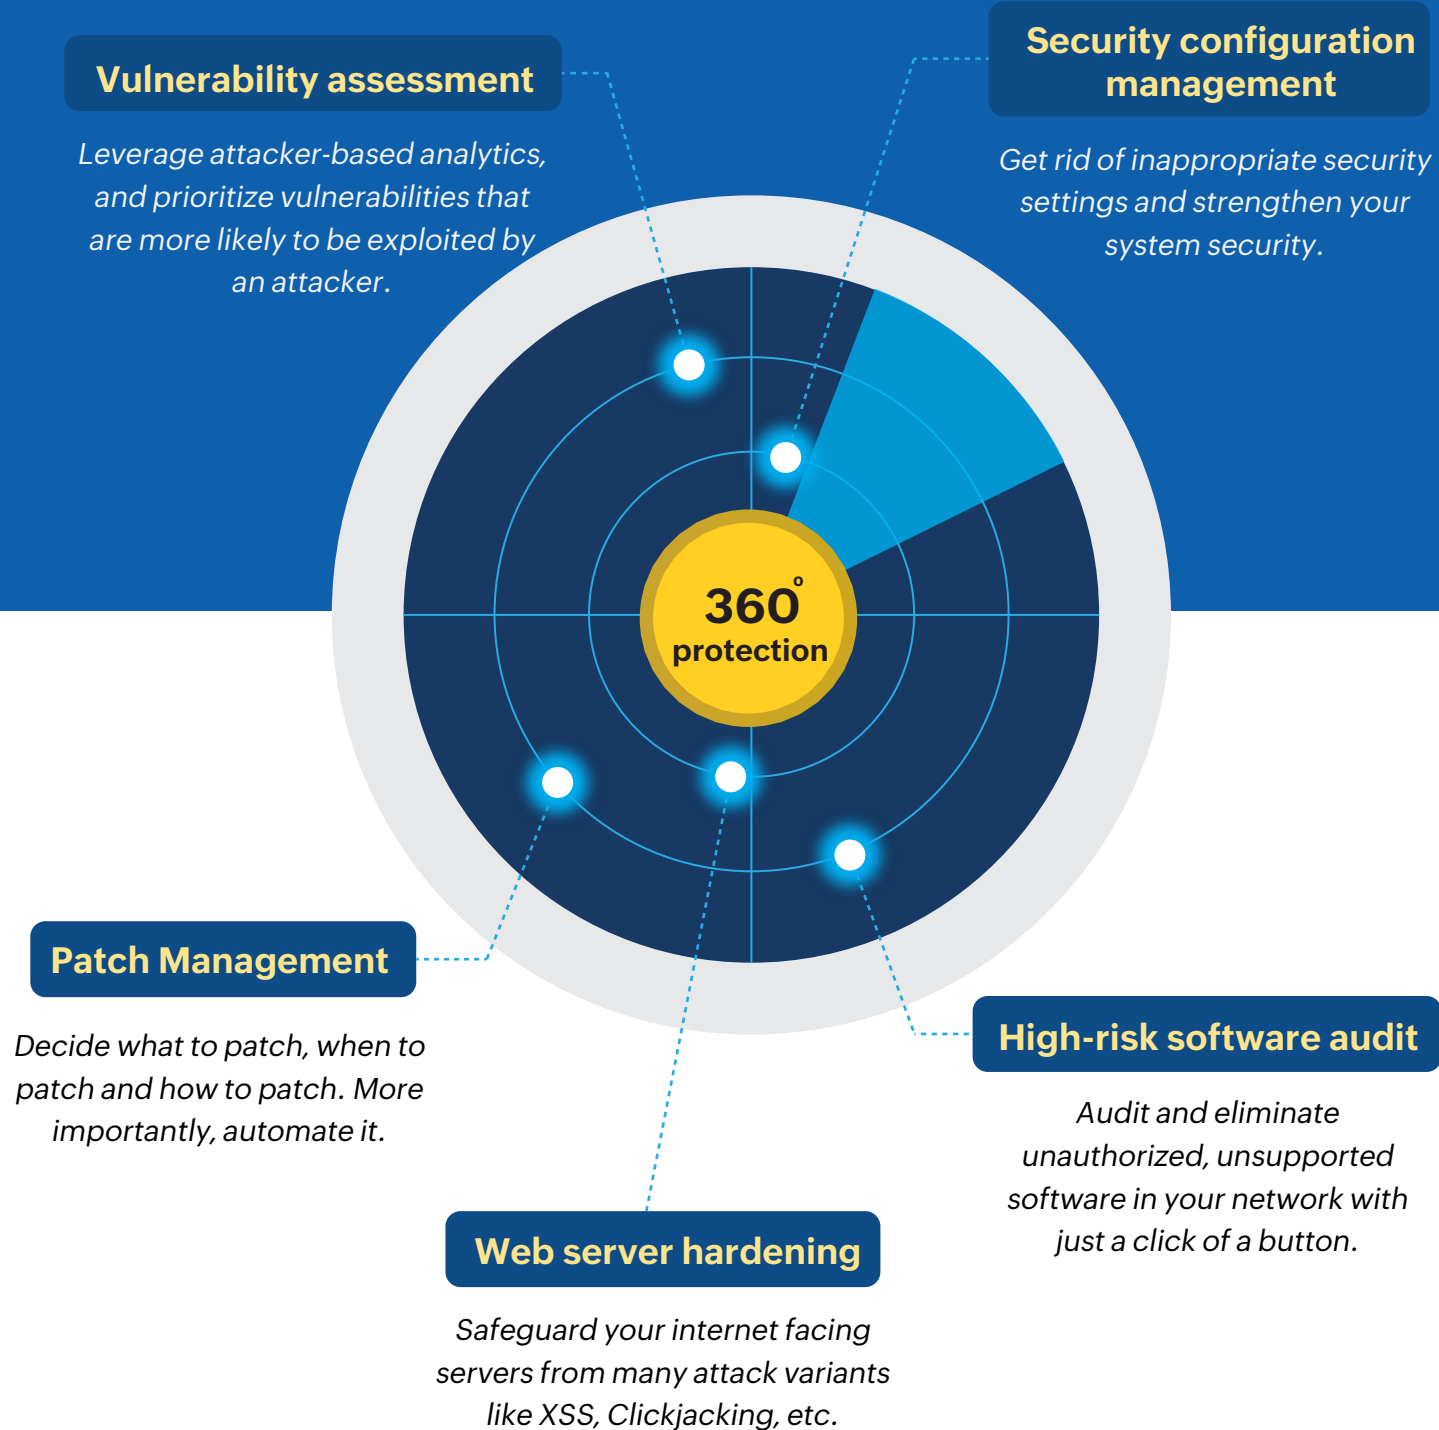 Vulnerability assessment
Leverage attacker-based analytics,
and prioritize vulnerabilities that
are more likely to be exploited by
an attacker.
Security configuration
management
Get rid of inappropriate security
settings and strengthen your
system security.
360°
protection
Patch Management
Decide what to patch, when to
patch and how to patch. More
importantly, automate it.
High-risk software audit
Audit and eliminate
unauthorized, unsupported
software in your network with
just a click of a button.
Web server hardening
Safeguard your internet facing
servers from many attack variants
like XSS, Clickjacking, etc.